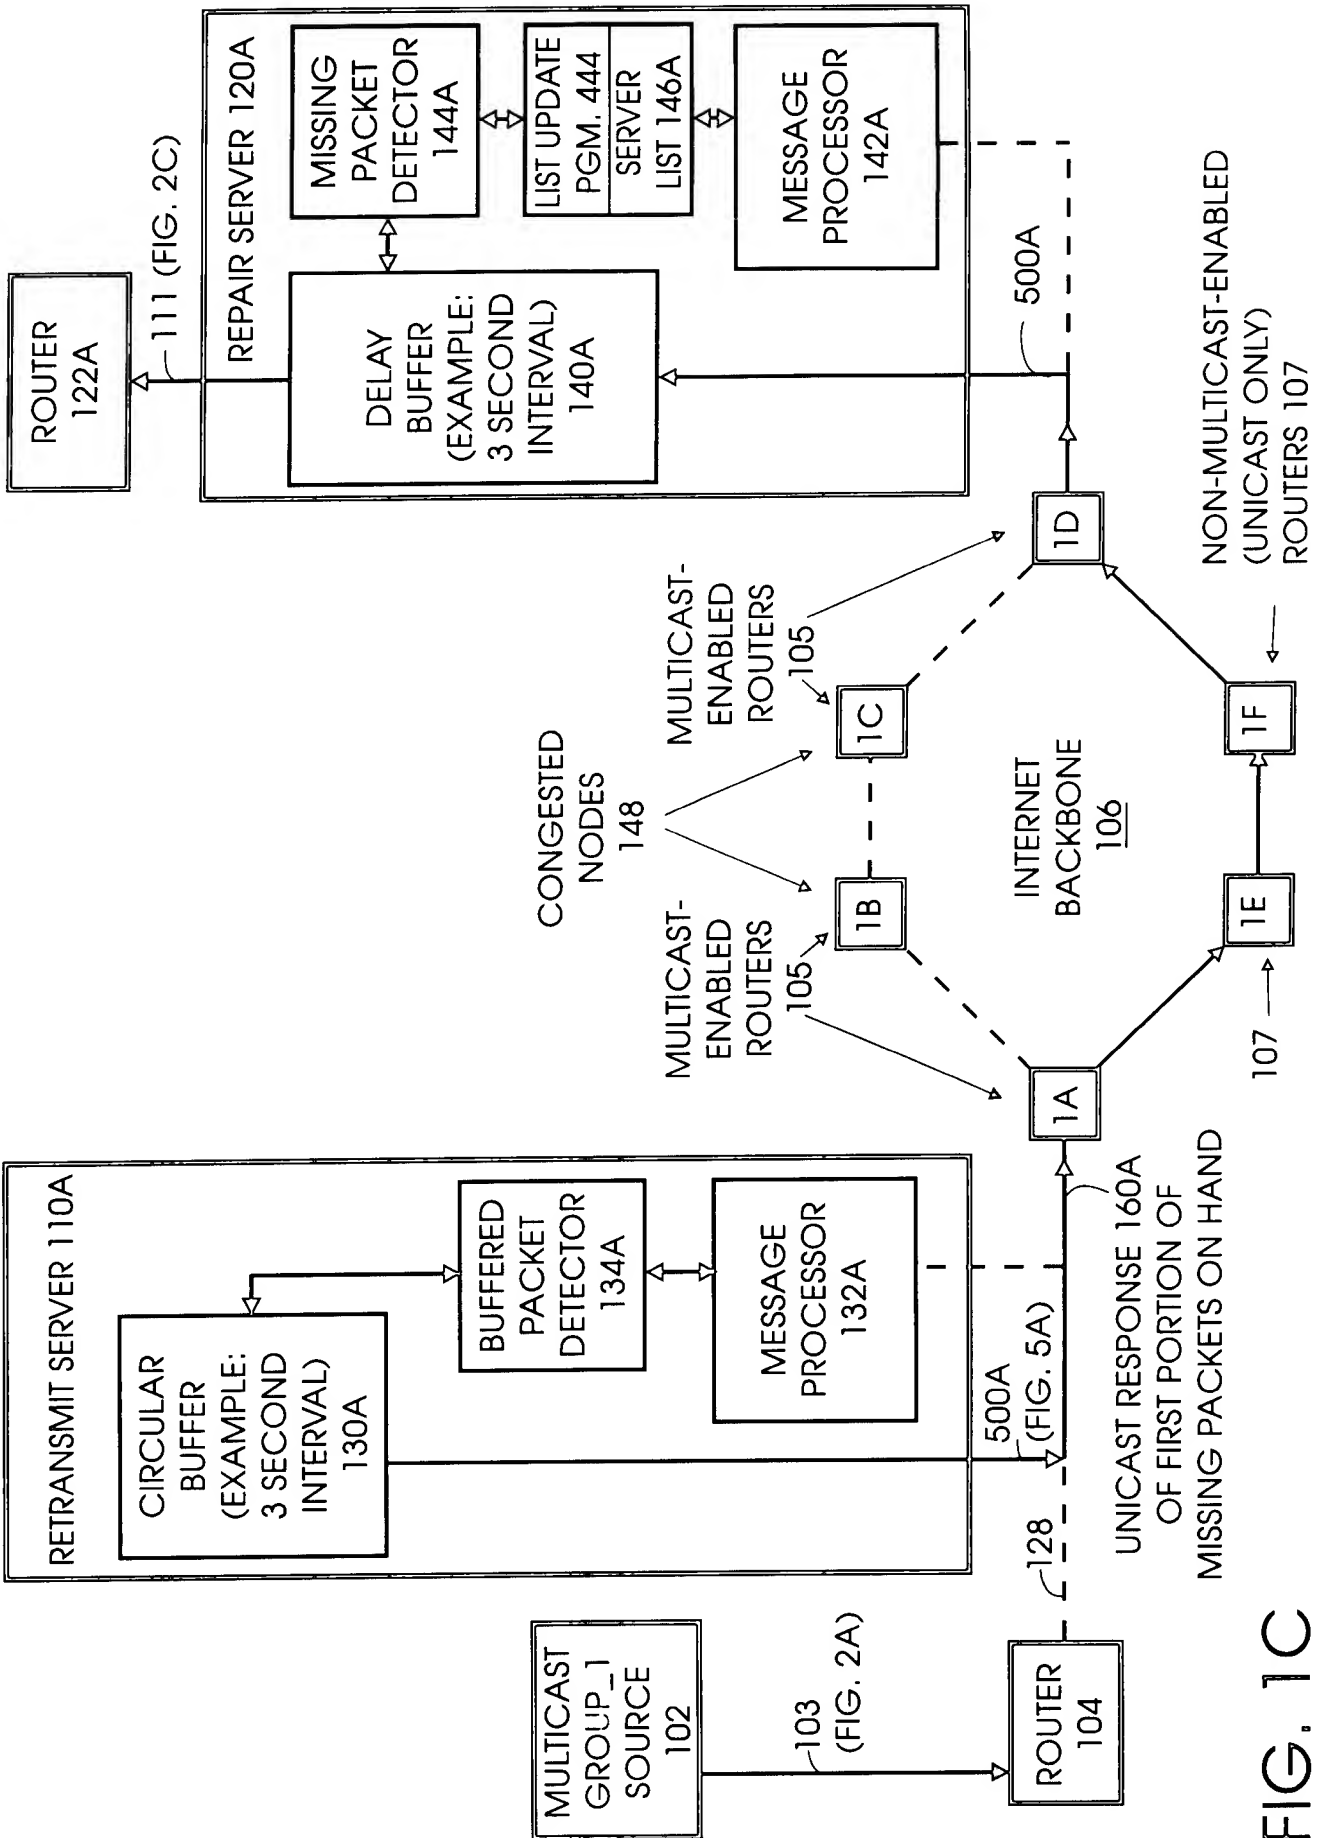 RETRANSMIT SERVER 110A
CIRCULAR
BUFFER
(EXAMPLE:
3 SECOND
INTERVAL)
130A
BUFFERED
PACKET
DETECTOR
134A
MESSAGE
PROCESSOR
132A
MULTICAST
GROUP_1
SOURCE
102
103
(FIG. 2A)
ROUTER
104
128
500A
(FIG. 5A)
UNICAST RESPONSE 160A
OF FIRST PORTION OF
MISSING PACKETS ON HAND
CONGESTED
NODES
148
MULTICAST-
ENABLED
ROUTERS
105
MULTICAST-
ENABLED
ROUTERS
105
1A
1B
1C
1D
1E
1F
INTERNET
BACKBONE
106
107
NON-MULTICAST-ENABLED
(UNICAST ONLY)
ROUTERS 107
ROUTER
122A
111 (FIG. 2C)
REPAIR SERVER 120A
DELAY
BUFFER
(EXAMPLE:
3 SECOND
INTERVAL)
140A
MISSING
PACKET
DETECTOR
144A
LIST UPDATE
PGM. 444
SERVER
LIST 146A
MESSAGE
PROCESSOR
142A
500A
FIG. 1C